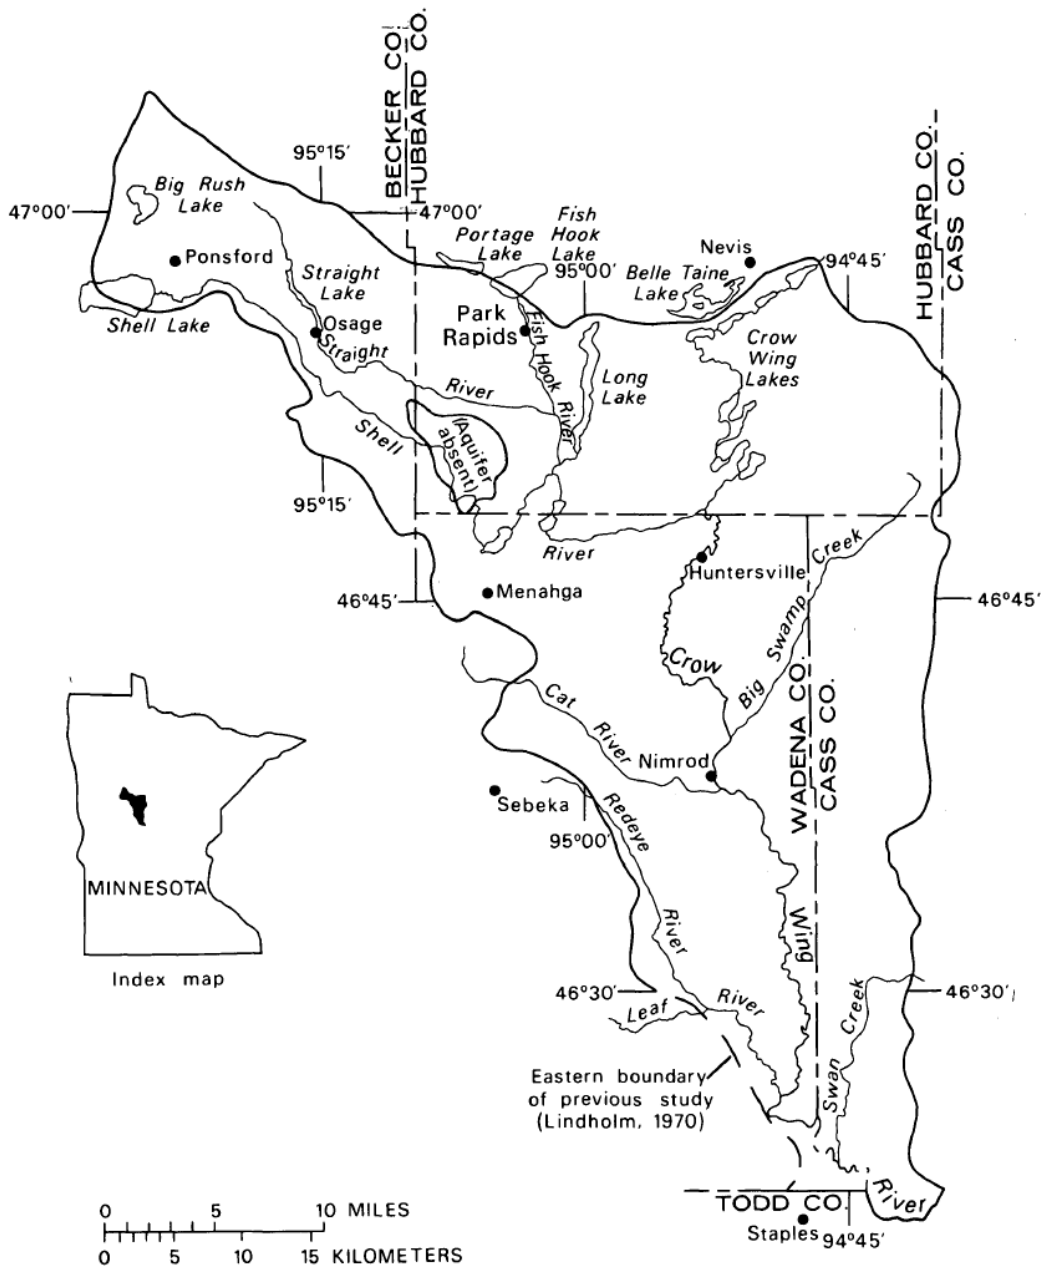 BECKER CO.
HUBBARD CO.
HUBBARD CO.
CASS CO.
95°15'
47°00'
47°00'
Big Rush
Lake
Ponsford
Shell Lake
Straight
Lake
Osage
Straight
River
Portage
Lake
Fish
Hook
Lake
95°00'
Park
Rapids
Fish Hook River
Long
Lake
Nevis
Belle Taine
Lake
94°45'
Crow
Wing
Lakes
Shell
(Aquifer
absent)
95°15'
River
Huntersville
Big Swamp Creek
Menahga
46°45'
46°45'
Crow
Cat
River
Nimrod
WADENA CO.
CASS CO.
Sebeka
95°00'
Redeye
River
Wing
MINNESOTA
Index map
46°30'
46°30'
Leaf
River
Swan Creek
Eastern boundary
of previous study
(Lindholm, 1970)
River
TODD CO.
Staples
94°45'
0 5 10 MILES
0 5 10 15 KILOMETERS